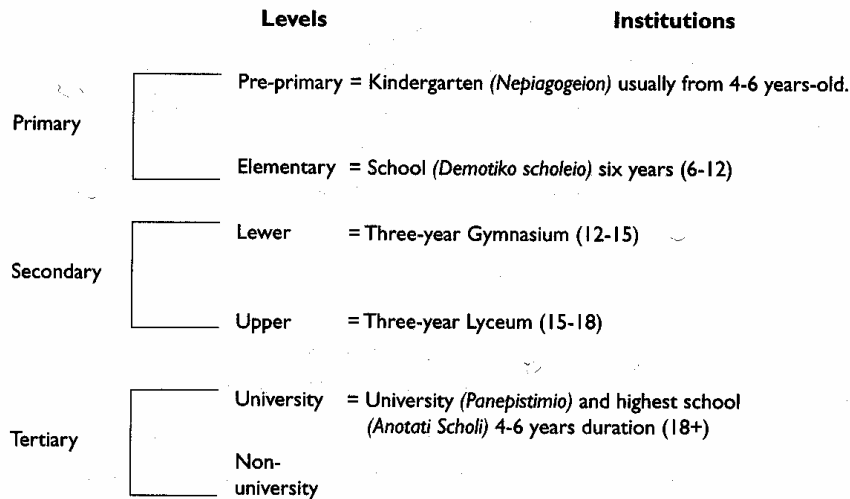 Levels Institutions
Pre-primary = Kindergarten (Nepiagogeion) usually from 4-6 years-old.
Primary
Elementary = School (Demotiko scholeio) six years (6-12)
Lewer = Three-year Gymnasium (12-15)
Secondary
Upper = Three-year Lyceum (15-18)
University = University (Panepistimio) and highest school
(Anotati Scholi) 4-6 years duration (18+)
Tertiary
Non-
university